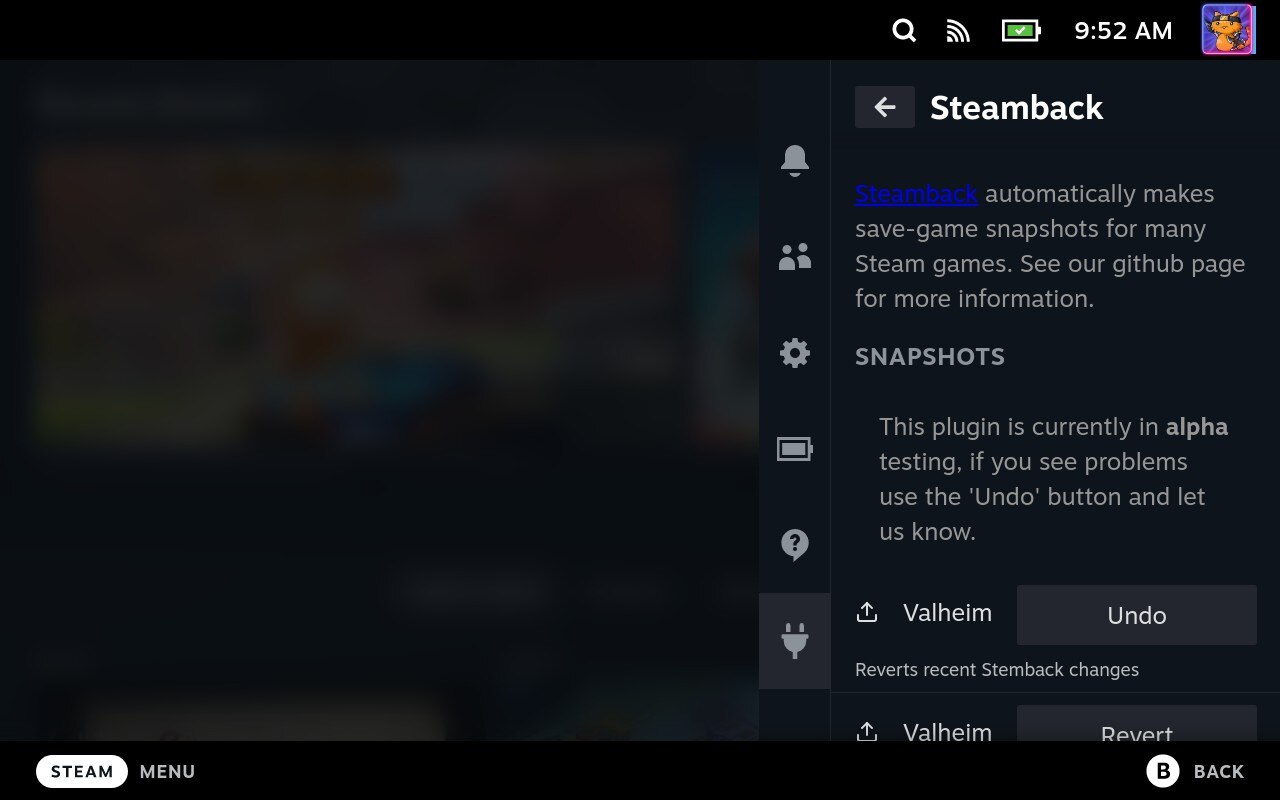 9:52 AM
Steamback
Steamback automatically makes
save-game snapshots for many
Steam games. See our github page
for more information.
SNAPSHOTS
This plugin is currently in alpha
testing, if you see problems
use the 'Undo' button and let
us know.
Valheim Undo
Reverts recent Stemback changes
Valheim Revert
STEAM MENU B BACK